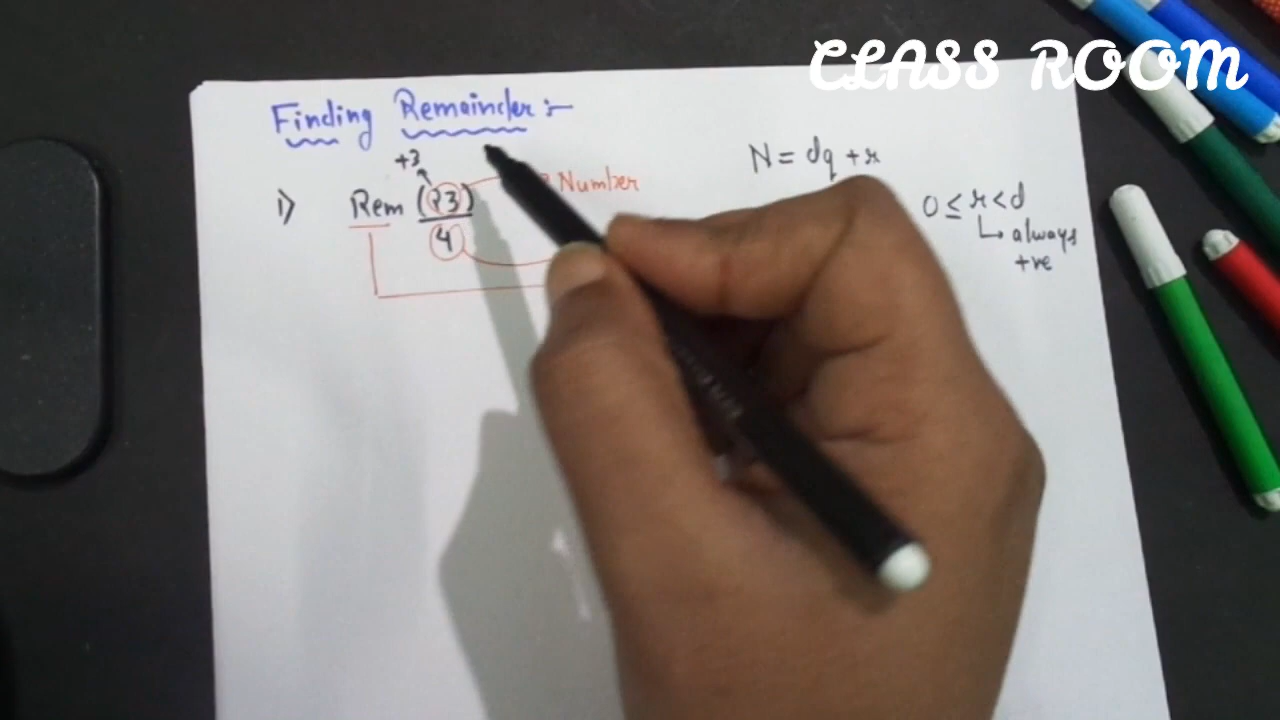 CLASS ROOM
Finding Remainder:-
+3
N = dq + r
1) Rem (23)
4
Number
0 ≤ r < d
always
+ve